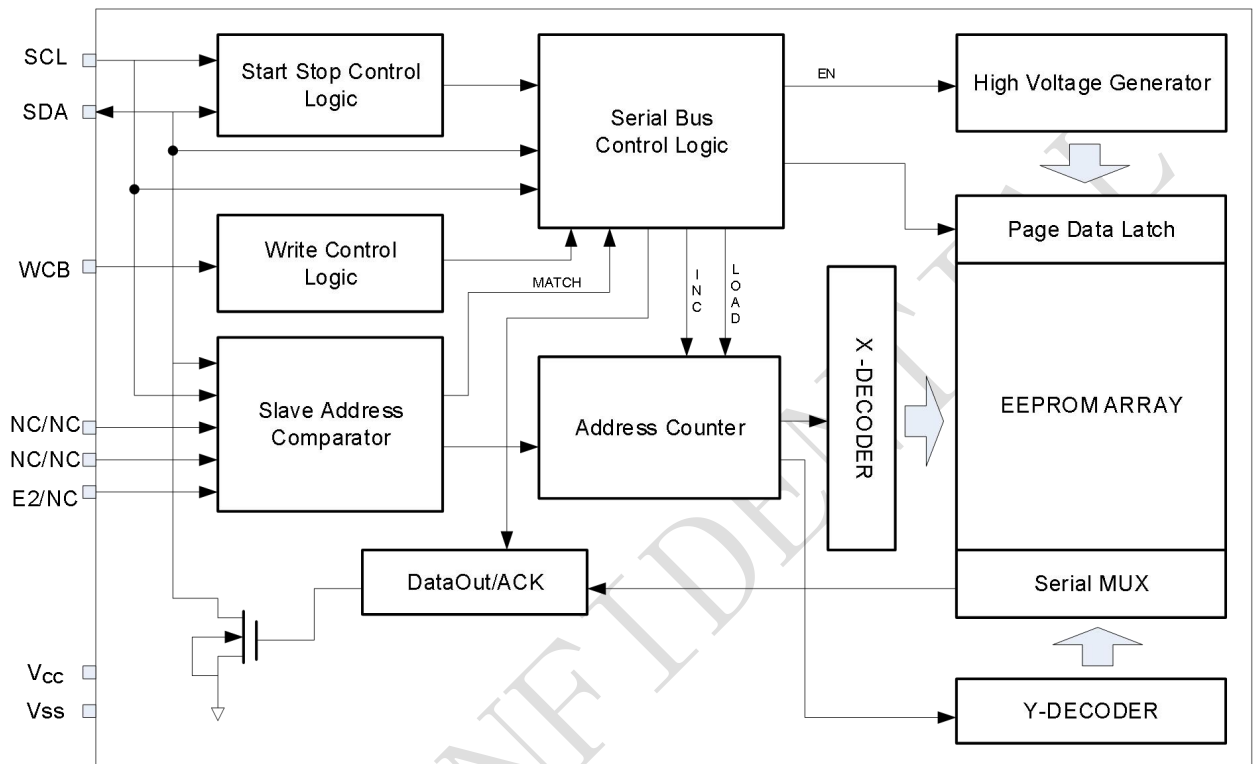 SCL
SDA
WCB
NC/NC
NC/NC
E2/NC
Vcc
Vss
Start Stop Control
Logic
Write Control
Logic
Slave Address
Comparator
MATCH
Serial Bus
Control Logic
INC
LOAD
Address Counter
DataOut/ACK
X-DECODER
EN
High Voltage Generator
Page Data Latch
EEPROM ARRAY
Serial MUX
Y-DECODER